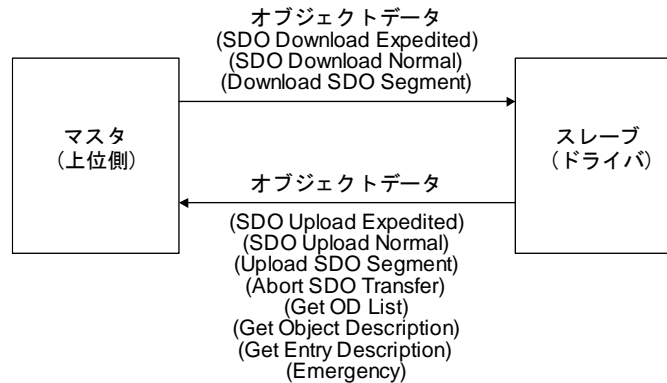 オブジェクトデータ
(SDO Download Expedited)
(SDO Download Normal)
(Download SDO Segment)
マスタ
（上位側）
スレーブ
（ドライバ）
オブジェクトデータ
(SDO Upload Expedited)
(SDO Upload Normal)
(Upload SDO Segment)
(Abort SDO Transfer)
(Get OD List)
(Get Object Description)
(Get Entry Description)
(Emergency)